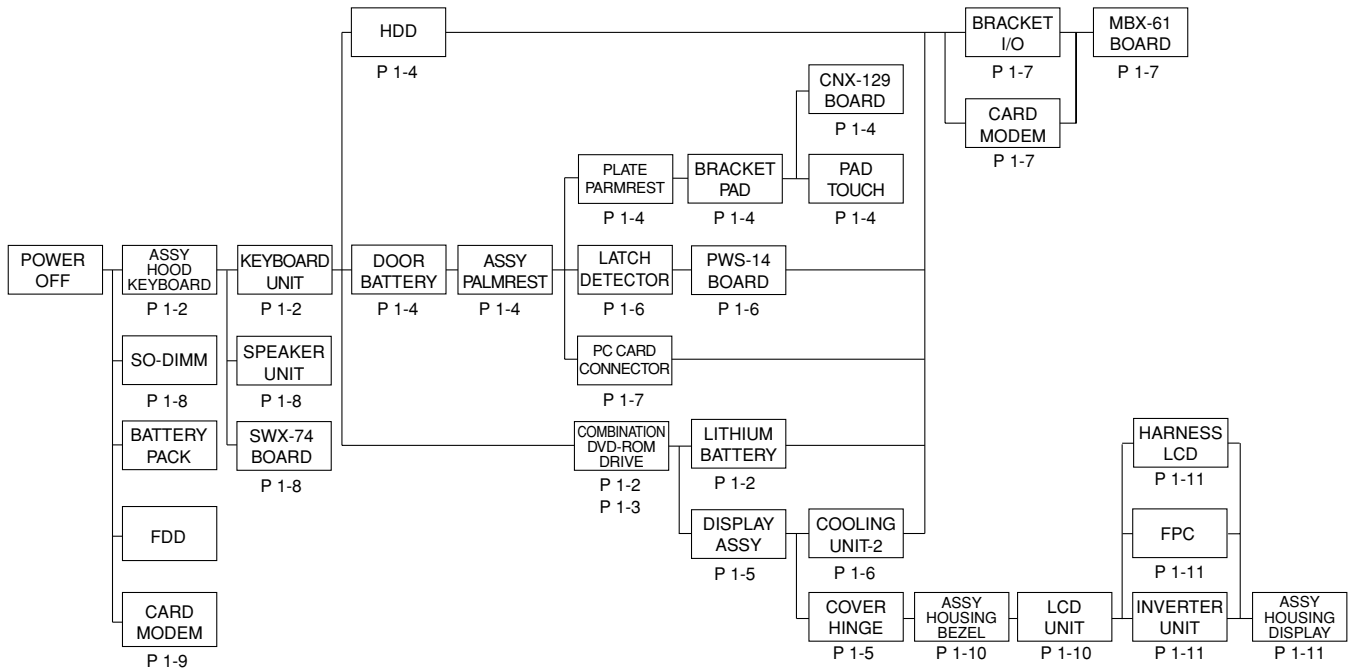 HDD
P 1-4
BRACKET
I/O
P 1-7
MBX-61
BOARD
P 1-7
CNX-129
BOARD
P 1-4
CARD
MODEM
P 1-7
PLATE
PARMREST
P 1-4
BRACKET
PAD
P 1-4
PAD
TOUCH
P 1-4
POWER
OFF
ASSY
HOOD
KEYBOARD
P 1-2
KEYBOARD
UNIT
P 1-2
DOOR
BATTERY
P 1-4
ASSY
PALMREST
P 1-4
LATCH
DETECTOR
P 1-6
PWS-14
BOARD
P 1-6
SO-DIMM
P 1-8
SPEAKER
UNIT
P 1-8
PC CARD
CONNECTOR
P 1-7
BATTERY
PACK
SWX-74
BOARD
P 1-8
COMBINATION
DVD-ROM
DRIVE
P 1-2
P 1-3
LITHIUM
BATTERY
P 1-2
HARNESS
LCD
P 1-11
FDD
DISPLAY
ASSY
P 1-5
COOLING
UNIT-2
P 1-6
FPC
P 1-11
CARD
MODEM
P 1-9
COVER
HINGE
P 1-5
ASSY
HOUSING
BEZEL
P 1-10
LCD
UNIT
P 1-10
INVERTER
UNIT
P 1-11
ASSY
HOUSING
DISPLAY
P 1-11